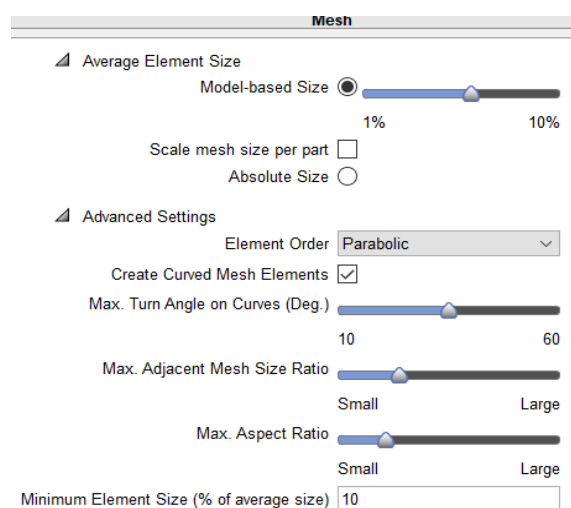 Mesh
Average Element Size
Model-based Size
1% 10%
Scale mesh size per part
Absolute Size
Advanced Settings
Element Order Parabolic
Create Curved Mesh Elements
Max. Turn Angle on Curves (Deg.)
10 60
Max. Adjacent Mesh Size Ratio
Small Large
Max. Aspect Ratio
Small Large
Minimum Element Size (% of average size) 10